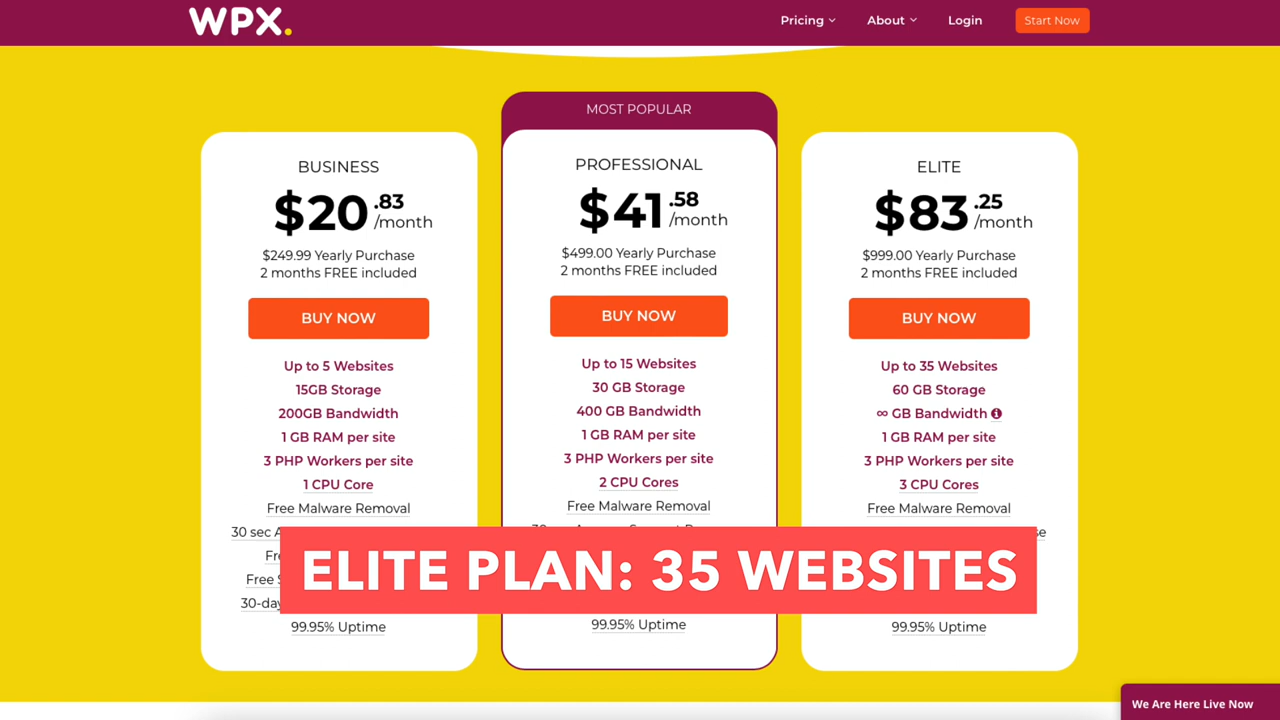 WPX.
Pricing
About
Login
Start Now
BUSINESS
$20.83/month
$249.99 Yearly Purchase
2 months FREE included
BUY NOW
Up to 5 Websites
15GB Storage
200GB Bandwidth
1 GB RAM per site
3 PHP Workers per site
1 CPU Core
Free Malware Removal
30 sec
99.95% Uptime
MOST POPULAR
PROFESSIONAL
$41.58/month
$499.00 Yearly Purchase
2 months FREE included
BUY NOW
Up to 15 Websites
30 GB Storage
400 GB Bandwidth
1 GB RAM per site
3 PHP Workers per site
2 CPU Cores
Free Malware Removal
99.95% Uptime
ELITE
$83.25/month
$999.00 Yearly Purchase
2 months FREE included
BUY NOW
Up to 35 Websites
60 GB Storage
∞ GB Bandwidth
1 GB RAM per site
3 PHP Workers per site
3 CPU Cores
Free Malware Removal
99.95% Uptime
ELITE PLAN: 35 WEBSITES
We Are Here Live Now